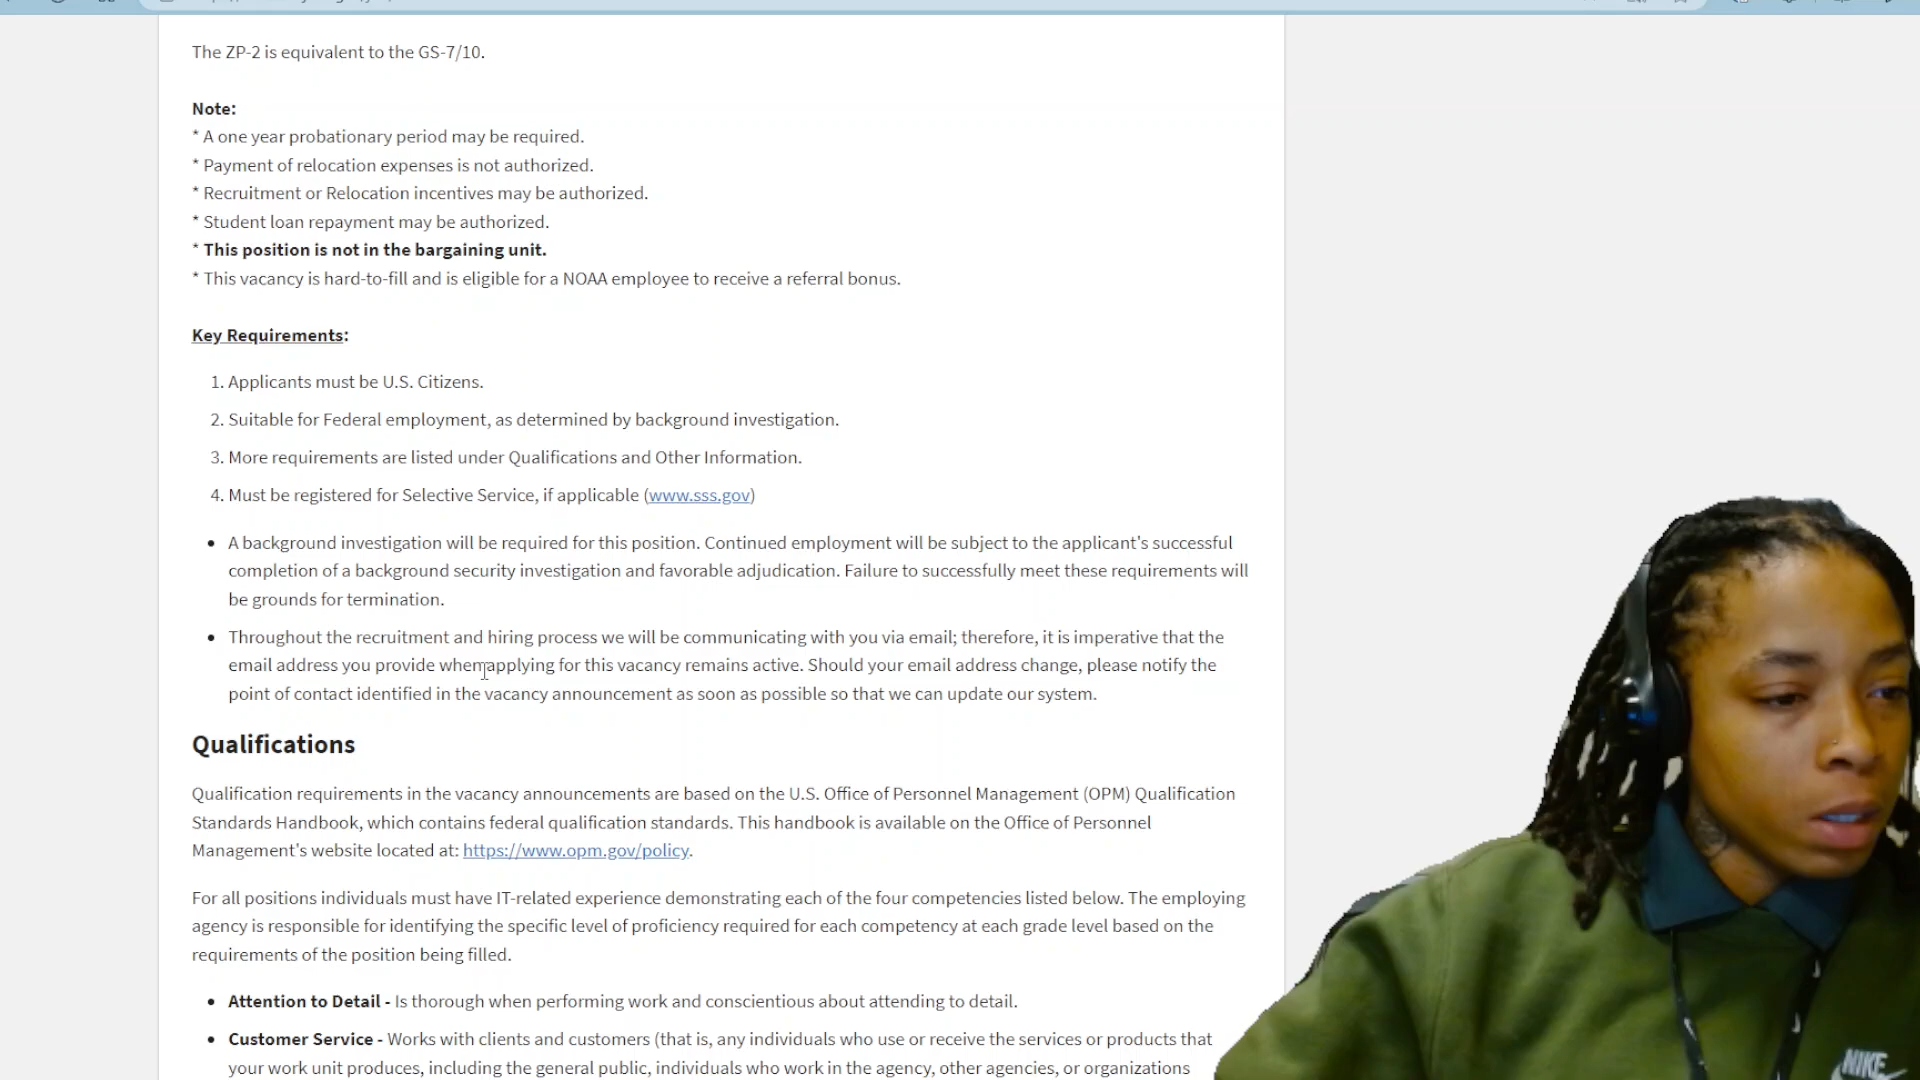 The ZP-2 is equivalent to the GS-7/10.
Note:
* A one year probationary period may be required.
* Payment of relocation expenses is not authorized.
* Recruitment or Relocation incentives may be authorized.
* Student loan repayment may be authorized.
* This position is not in the bargaining unit.
* This vacancy is hard-to-fill and is eligible for a NOAA employee to receive a referral bonus.
Key Requirements:
1. Applicants must be U.S. Citizens.
2. Suitable for Federal employment, as determined by background investigation.
3. More requirements are listed under Qualifications and Other Information.
4. Must be registered for Selective Service, if applicable (www.sss.gov)
• A background investigation will be required for this position. Continued employment will be subject to the applicant's successful
completion of a background security investigation and favorable adjudication. Failure to successfully meet these requirements will
be grounds for termination.
• Throughout the recruitment and hiring process we will be communicating with you via email; therefore, it is imperative that the
email address you provide when applying for this vacancy remains active. Should your email address change, please notify the
point of contact identified in the vacancy announcement as soon as possible so that we can update our system.
Qualifications
Qualification requirements in the vacancy announcements are based on the U.S. Office of Personnel Management (OPM) Qualification
Standards Handbook, which contains federal qualification standards. This handbook is available on the Office of Personnel
Management's website located at: https://www.opm.gov/policy.
For all positions individuals must have IT-related experience demonstrating each of the four competencies listed below. The employing
agency is responsible for identifying the specific level of proficiency required for each competency at each grade level based on the
requirements of the position being filled.
• Attention to Detail - Is thorough when performing work and conscientious about attending to detail.
• Customer Service - Works with clients and customers (that is, any individuals who use or receive the services or products that
your work unit produces, including the general public, individuals who work in the agency, other agencies, or organizations
NIKE